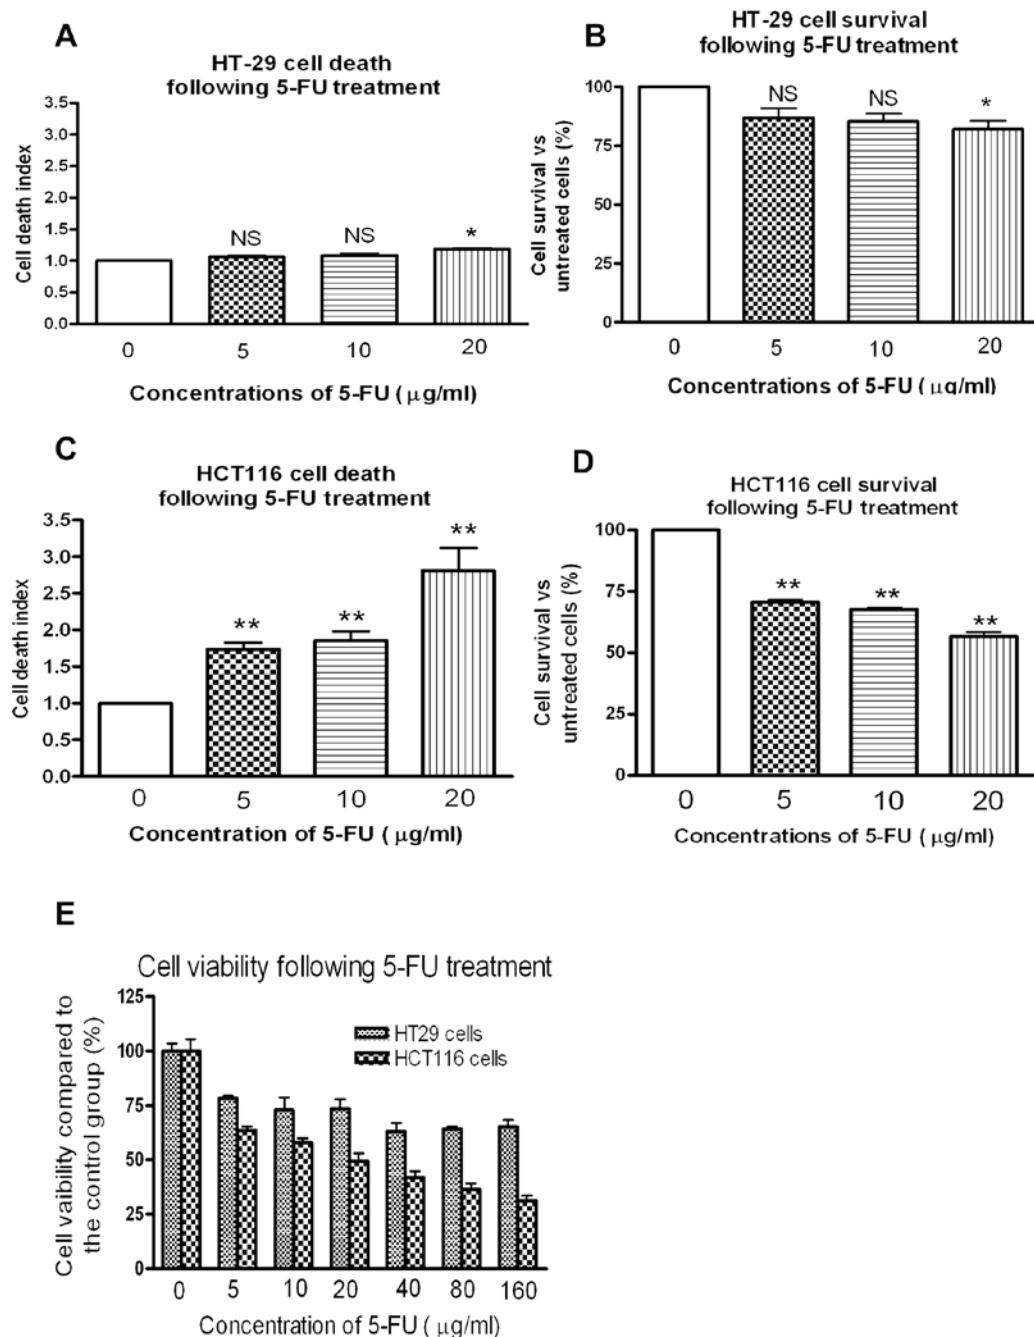 A
HT-29 cell death
following 5-FU treatment
3.5
3.0
2.5
2.0
1.5
1.0
0.5
0.0
Cell death index
NS
NS
*
0
5
10
20
Concentrations of 5-FU ( μg/ml)
B
HT-29 cell survival
following 5-FU treatment
100
75
50
25
0
Cell survival vs
untreated cells (%)
NS
NS
*
0
5
10
20
Concentrations of 5-FU ( μg/ml)
C
HCT116 cell death
following 5-FU treatment
3.5
3.0
2.5
2.0
1.5
1.0
0.5
0.0
Cell death index
**
**
**
0
5
10
20
Concentration of 5-FU ( μg/ml)
D
HCT116 cell survival
following 5-FU treatment
100
75
50
25
0
Cell survival vs
untreated cells (%)
**
**
**
0
5
10
20
Concentrations of 5-FU ( μg/ml)
E
Cell viability following 5-FU treatment
125
100
75
50
25
0
Cell vaibility compared to
the control group (%)
HT29 cells
HCT116 cells
0
5
10
20
40
80
160
Concentration of 5-FU ( μg/ml)